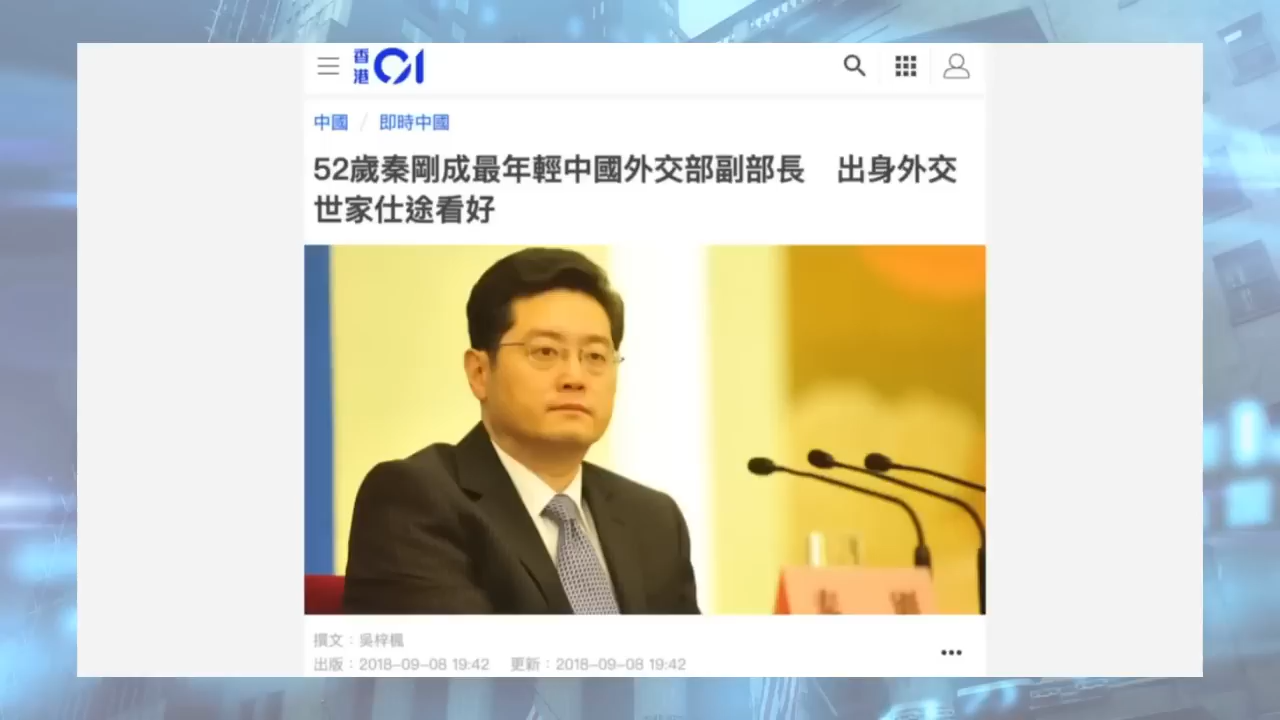 香港01
中國 / 即時中國
52歲秦剛成最年輕中國外交部副部長　出身外交
世家仕途看好
撰文：吳梓楓
出版：2018-09-08 19:42 更新：2018-09-08 19:42